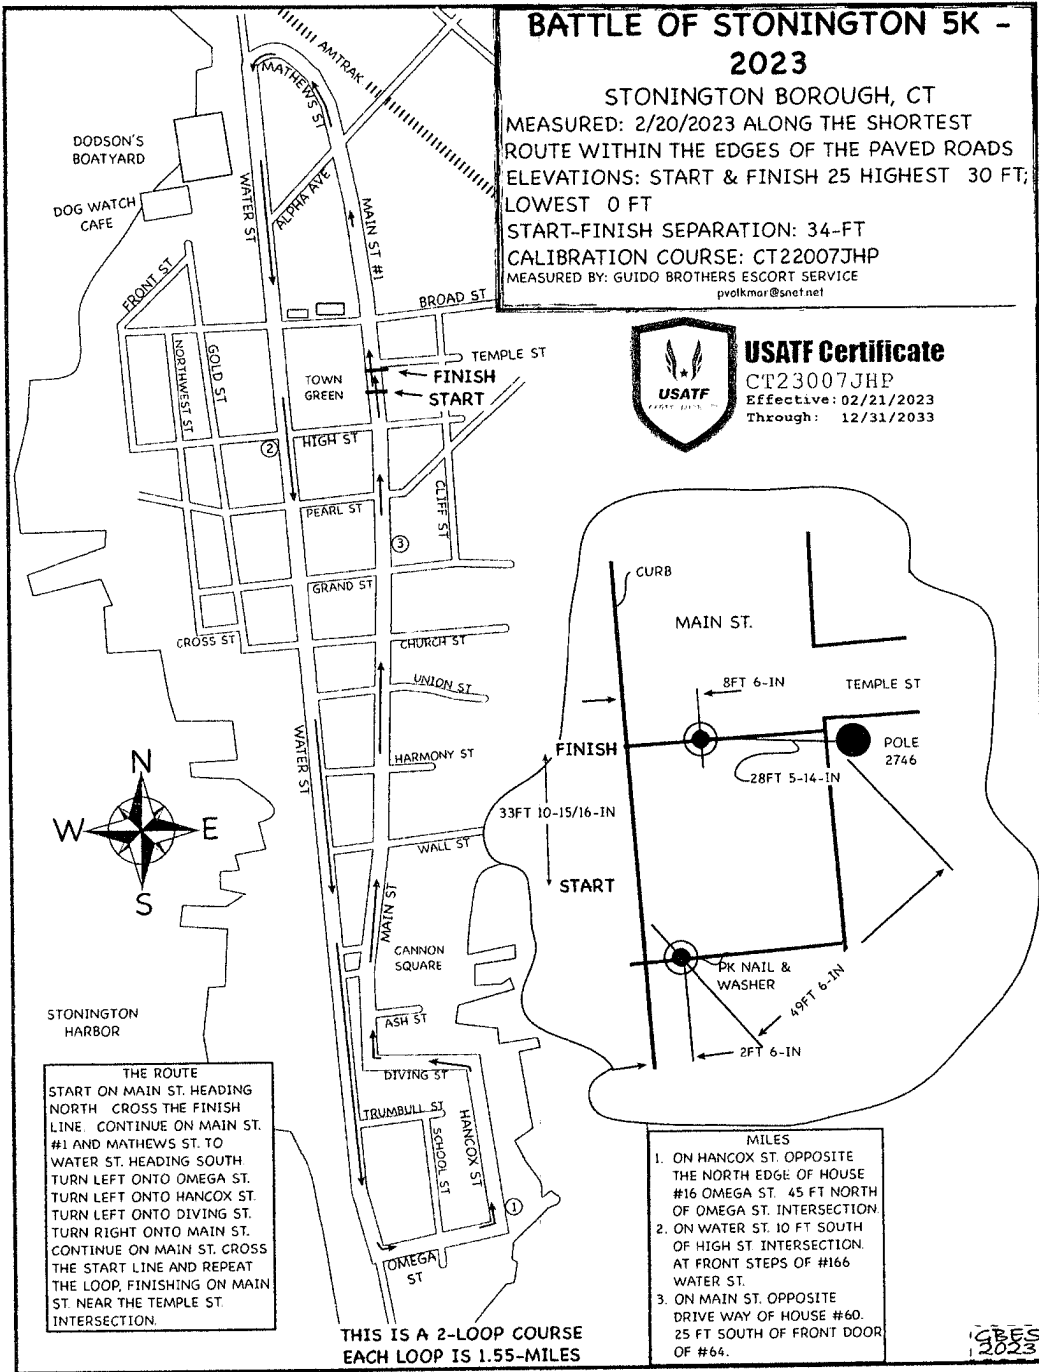 BATTLE OF STONINGTON 5K -
2023
STONINGTON BOROUGH, CT
MEASURED: 2/20/2023 ALONG THE SHORTEST
ROUTE WITHIN THE EDGES OF THE PAVED ROADS
ELEVATIONS: START & FINISH 25 HIGHEST 30 FT;
LOWEST 0 FT
START-FINISH SEPARATION: 34-FT
CALIBRATION COURSE: CT22007JHP
MEASURED BY: GUIDO BROTHERS ESCORT SERVICE
pvolkmar@snet.net
USATF
USATF Certificate
CT23007JHP
Effective: 02/21/2023
Through: 12/31/2033
AMTRAK
MATHEWS ST
DODSON'S
BOATYARD
DOG WATCH
CAFE
WATER ST
ALPHA AVE
MAIN ST #1
FRONT ST
BROAD ST
NORTHWEST ST
GOLD ST
TOWN
GREEN
TEMPLE ST
FINISH
START
HIGH ST
2
PEARL ST
CLIFF ST
3
GRAND ST
CROSS ST
CHURCH ST
UNION ST
WATER ST
HARMONY ST
WALL ST
MAIN ST
CANNON
SQUARE
ASH ST
DIVING ST
TRUMBULL ST
SCHOOL ST
HANCOX ST
1
OMEGA
ST
N
W E
S
STONINGTON
HARBOR
CURB
MAIN ST.
8FT 6-IN
TEMPLE ST
FINISH
POLE
2746
28FT 5-14-IN
33FT 10-15/16-IN
START
PK NAIL &
WASHER
49FT 6-IN
2FT 6-IN
THE ROUTE
START ON MAIN ST. HEADING
NORTH CROSS THE FINISH
LINE. CONTINUE ON MAIN ST.
#1 AND MATHEWS ST. TO
WATER ST. HEADING SOUTH
TURN LEFT ONTO OMEGA ST.
TURN LEFT ONTO HANCOX ST.
TURN LEFT ONTO DIVING ST.
TURN RIGHT ONTO MAIN ST.
CONTINUE ON MAIN ST. CROSS
THE START LINE AND REPEAT
THE LOOP, FINISHING ON MAIN
ST. NEAR THE TEMPLE ST.
INTERSECTION.
MILES
1. ON HANCOX ST. OPPOSITE
THE NORTH EDGE OF HOUSE
#16 OMEGA ST. 45 FT NORTH
OF OMEGA ST. INTERSECTION.
2. ON WATER ST. 10 FT SOUTH
OF HIGH ST. INTERSECTION.
AT FRONT STEPS OF #166
WATER ST.
3. ON MAIN ST. OPPOSITE
DRIVE WAY OF HOUSE #60.
25 FT SOUTH OF FRONT DOOR
OF #64.
THIS IS A 2-LOOP COURSE
EACH LOOP IS 1.55-MILES
GBES
2023